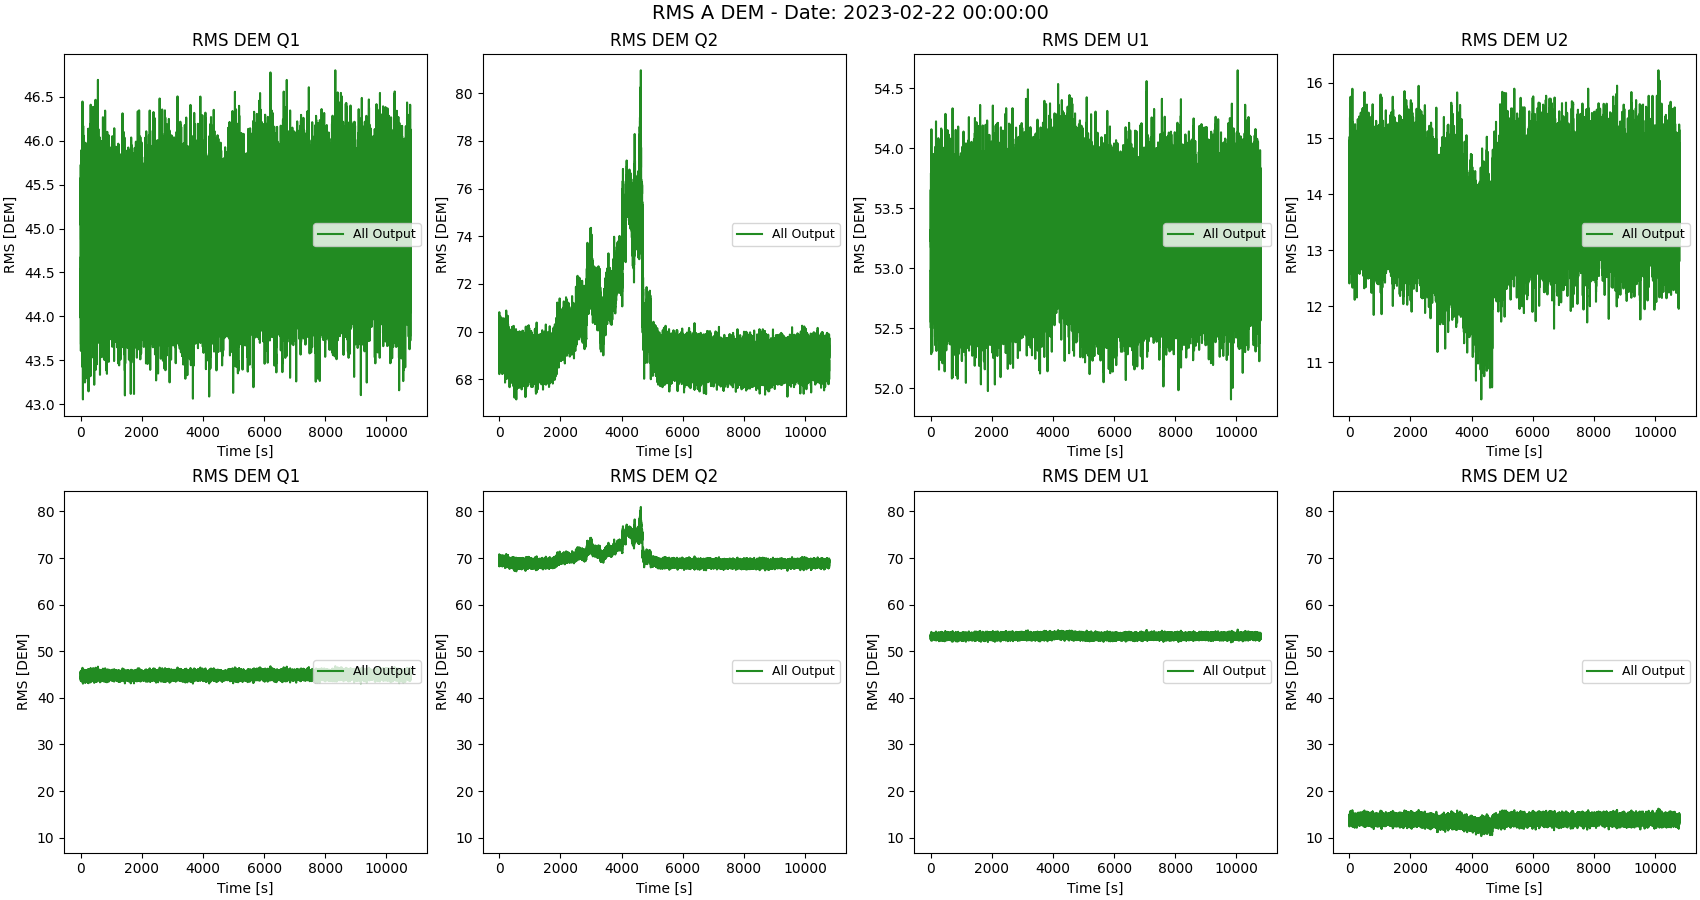 RMS A DEM - Date: 2023-02-22 00:00:00
RMS DEM Q1
RMS [DEM]
46.5
46.0
45.5
45.0
44.5
44.0
43.5
43.0
All Output
0 2000 4000 6000 8000 10000
Time [s]
RMS DEM Q2
RMS [DEM]
80
78
76
74
72
70
68
All Output
0 2000 4000 6000 8000 10000
Time [s]
RMS DEM U1
RMS [DEM]
54.5
54.0
53.5
53.0
52.5
52.0
All Output
0 2000 4000 6000 8000 10000
Time [s]
RMS DEM U2
RMS [DEM]
16
15
14
13
12
11
All Output
0 2000 4000 6000 8000 10000
Time [s]
RMS DEM Q1
RMS [DEM]
80
70
60
50
40
30
20
10
All Output
0 2000 4000 6000 8000 10000
Time [s]
RMS DEM Q2
RMS [DEM]
80
70
60
50
40
30
20
10
All Output
0 2000 4000 6000 8000 10000
Time [s]
RMS DEM U1
RMS [DEM]
80
70
60
50
40
30
20
10
All Output
0 2000 4000 6000 8000 10000
Time [s]
RMS DEM U2
RMS [DEM]
80
70
60
50
40
30
20
10
All Output
0 2000 4000 6000 8000 10000
Time [s]